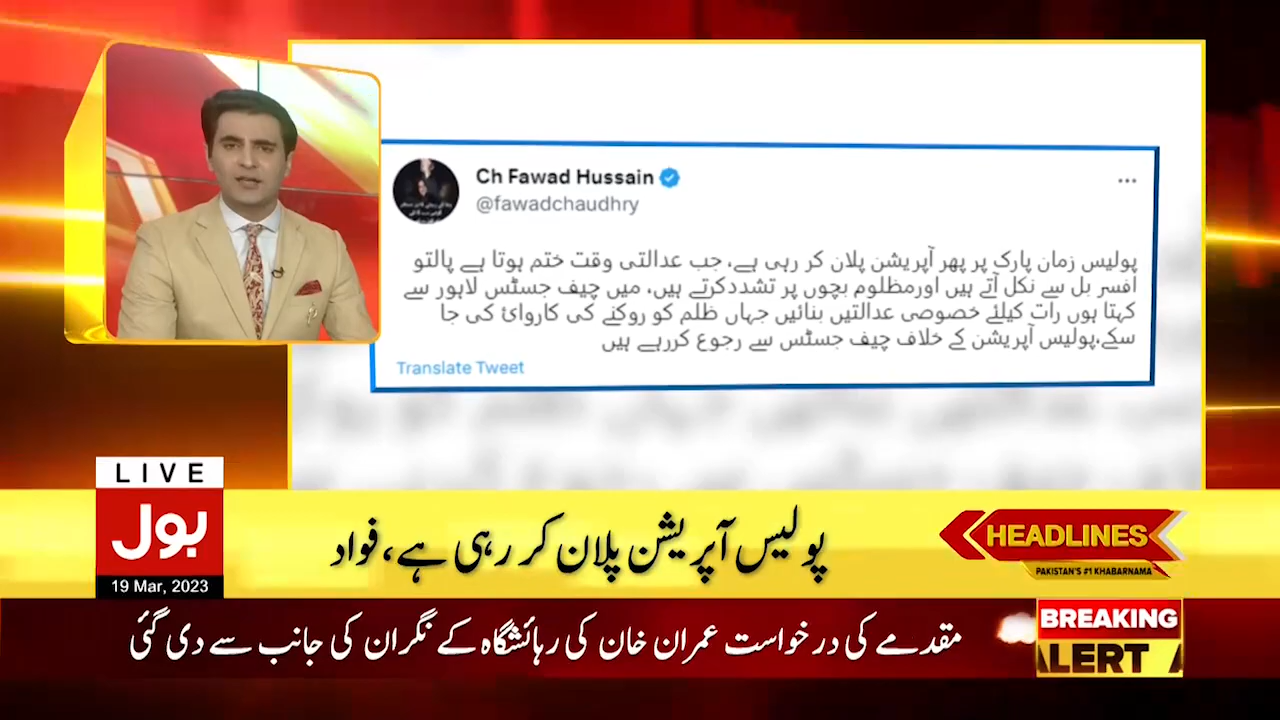 Ch Fawad Hussain
@fawadchaudhry
پولیس زمان پارک پر پھر آپریشن پلان کر رہی ہے، جب عدالتی وقت ختم ہوتا ہے پالتو
افسر بل سے نکل آتے ہیں اورمظلوم بچوں پر تشددکرتے ہیں، میں چیف جسٹس لاہور سے
کہتا ہوں رات کیلئے خصوصی عدالتیں بنائیں جہاں ظلم کو روکنے کی کاروائ کی جا
سکے،پولیس آپریشن کے خلاف چیف جسٹس سے رجوع کررہے ہیں
Translate Tweet
LIVE
بول
19 Mar, 2023
پولیس آپریشن پلان کر رہی ہے، فواد
HEADLINES
PAKISTAN'S #1 KHABARNAMA
مقدمے کی درخواست عمران خان کی رہائشگاہ کے نگران کی جانب سے دی گئی
BREAKING
ALERT